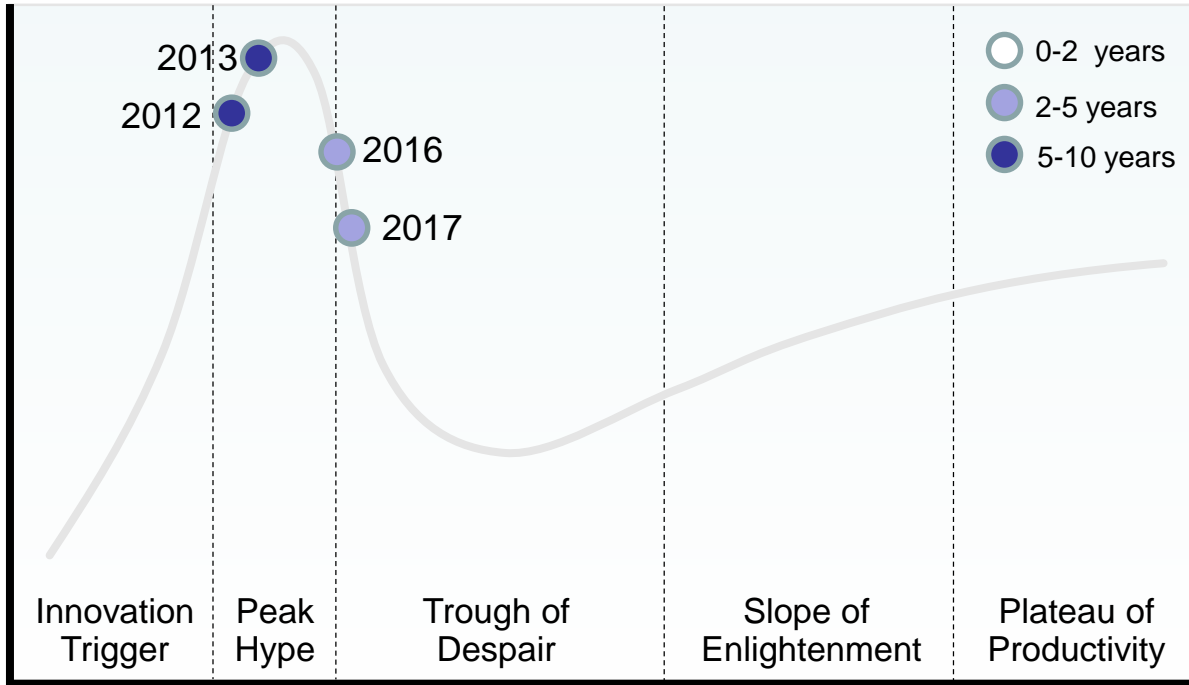 2013
2012
2016
2017
0-2 years
2-5 years
5-10 years
Innovation
Trigger
Peak
Hype
Trough of
Despair
Slope of
Enlightenment
Plateau of
Productivity